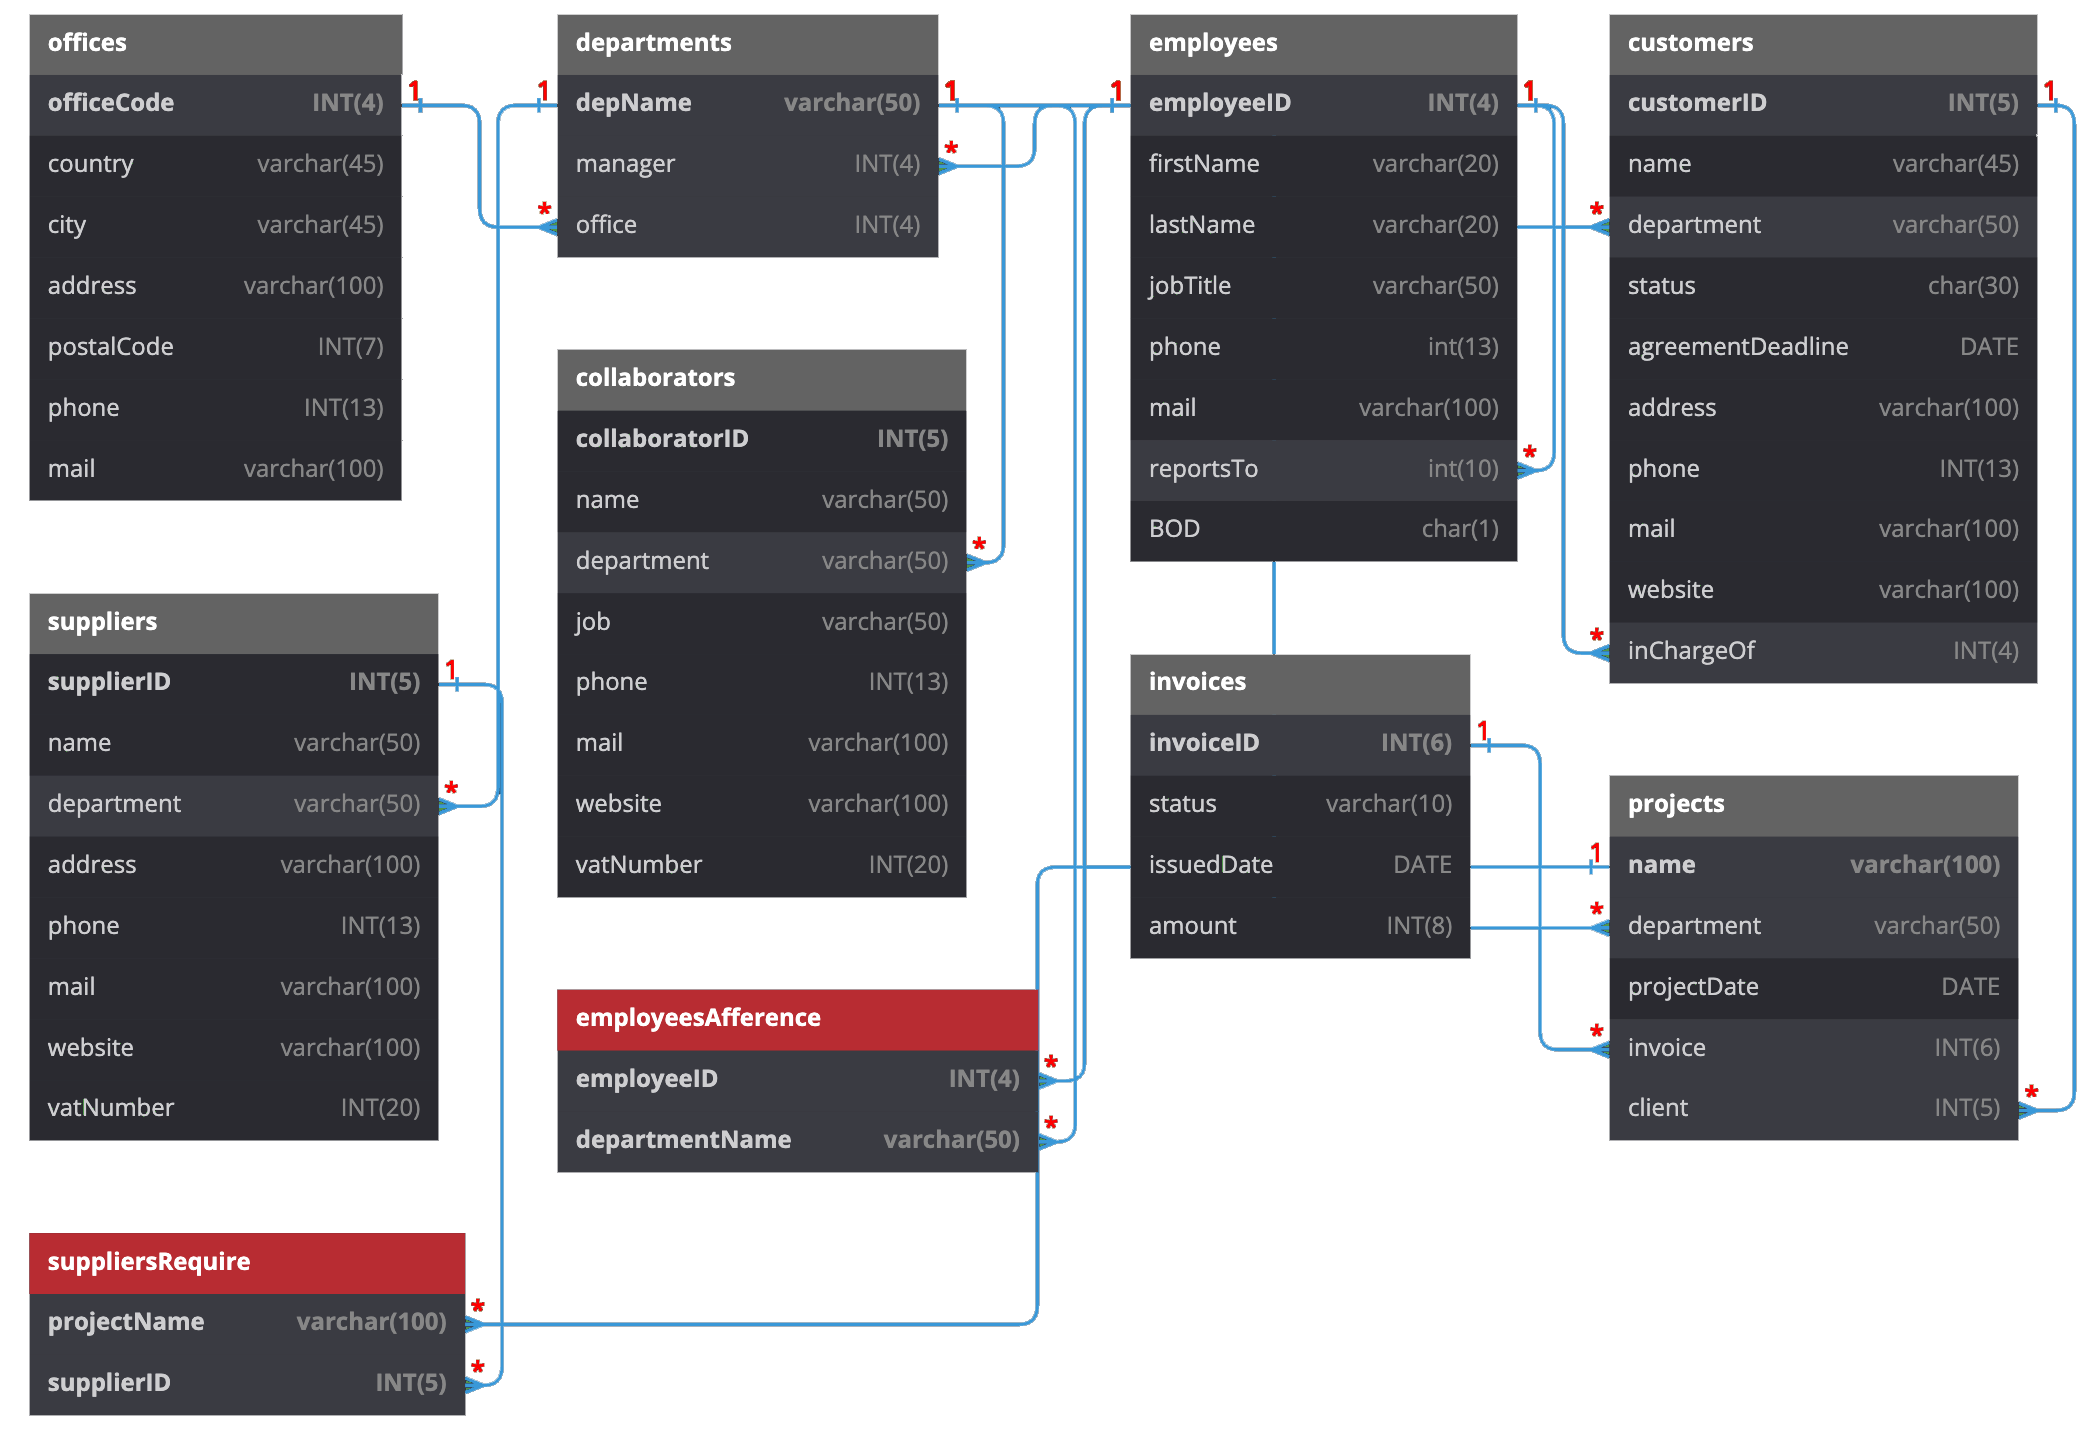 offices
officeCode INT(4)
country varchar(45)
city varchar(45)
address varchar(100)
postalCode INT(7)
phone INT(13)
mail varchar(100)
1
departments
depName varchar(50)
manager INT(4)
office INT(4)
1
1
*
*
employees
employeeID INT(4)
firstName varchar(20)
lastName varchar(20)
jobTitle varchar(50)
phone int(13)
mail varchar(100)
reportsTo int(10)
BOD char(1)
1
1
*
customers
customerID INT(5)
name varchar(45)
department varchar(50)
status char(30)
agreementDeadline DATE
address varchar(100)
phone INT(13)
mail varchar(100)
website varchar(100)
inChargeOf INT(4)
1
*
*
collaborators
collaboratorID INT(5)
name varchar(50)
department varchar(50)
job varchar(50)
phone INT(13)
mail varchar(100)
website varchar(100)
vatNumber INT(20)
*
suppliers
supplierID INT(5)
name varchar(50)
department varchar(50)
address varchar(100)
phone INT(13)
mail varchar(100)
website varchar(100)
vatNumber INT(20)
1
*
invoices
invoiceID INT(6)
status varchar(10)
issuedDate DATE
amount INT(8)
1
projects
name varchar(100)
department varchar(50)
projectDate DATE
invoice INT(6)
client INT(5)
1
*
*
*
employeesAfference
employeeID INT(4)
departmentName varchar(50)
*
*
suppliersRequire
projectName varchar(100)
supplierID INT(5)
*
*